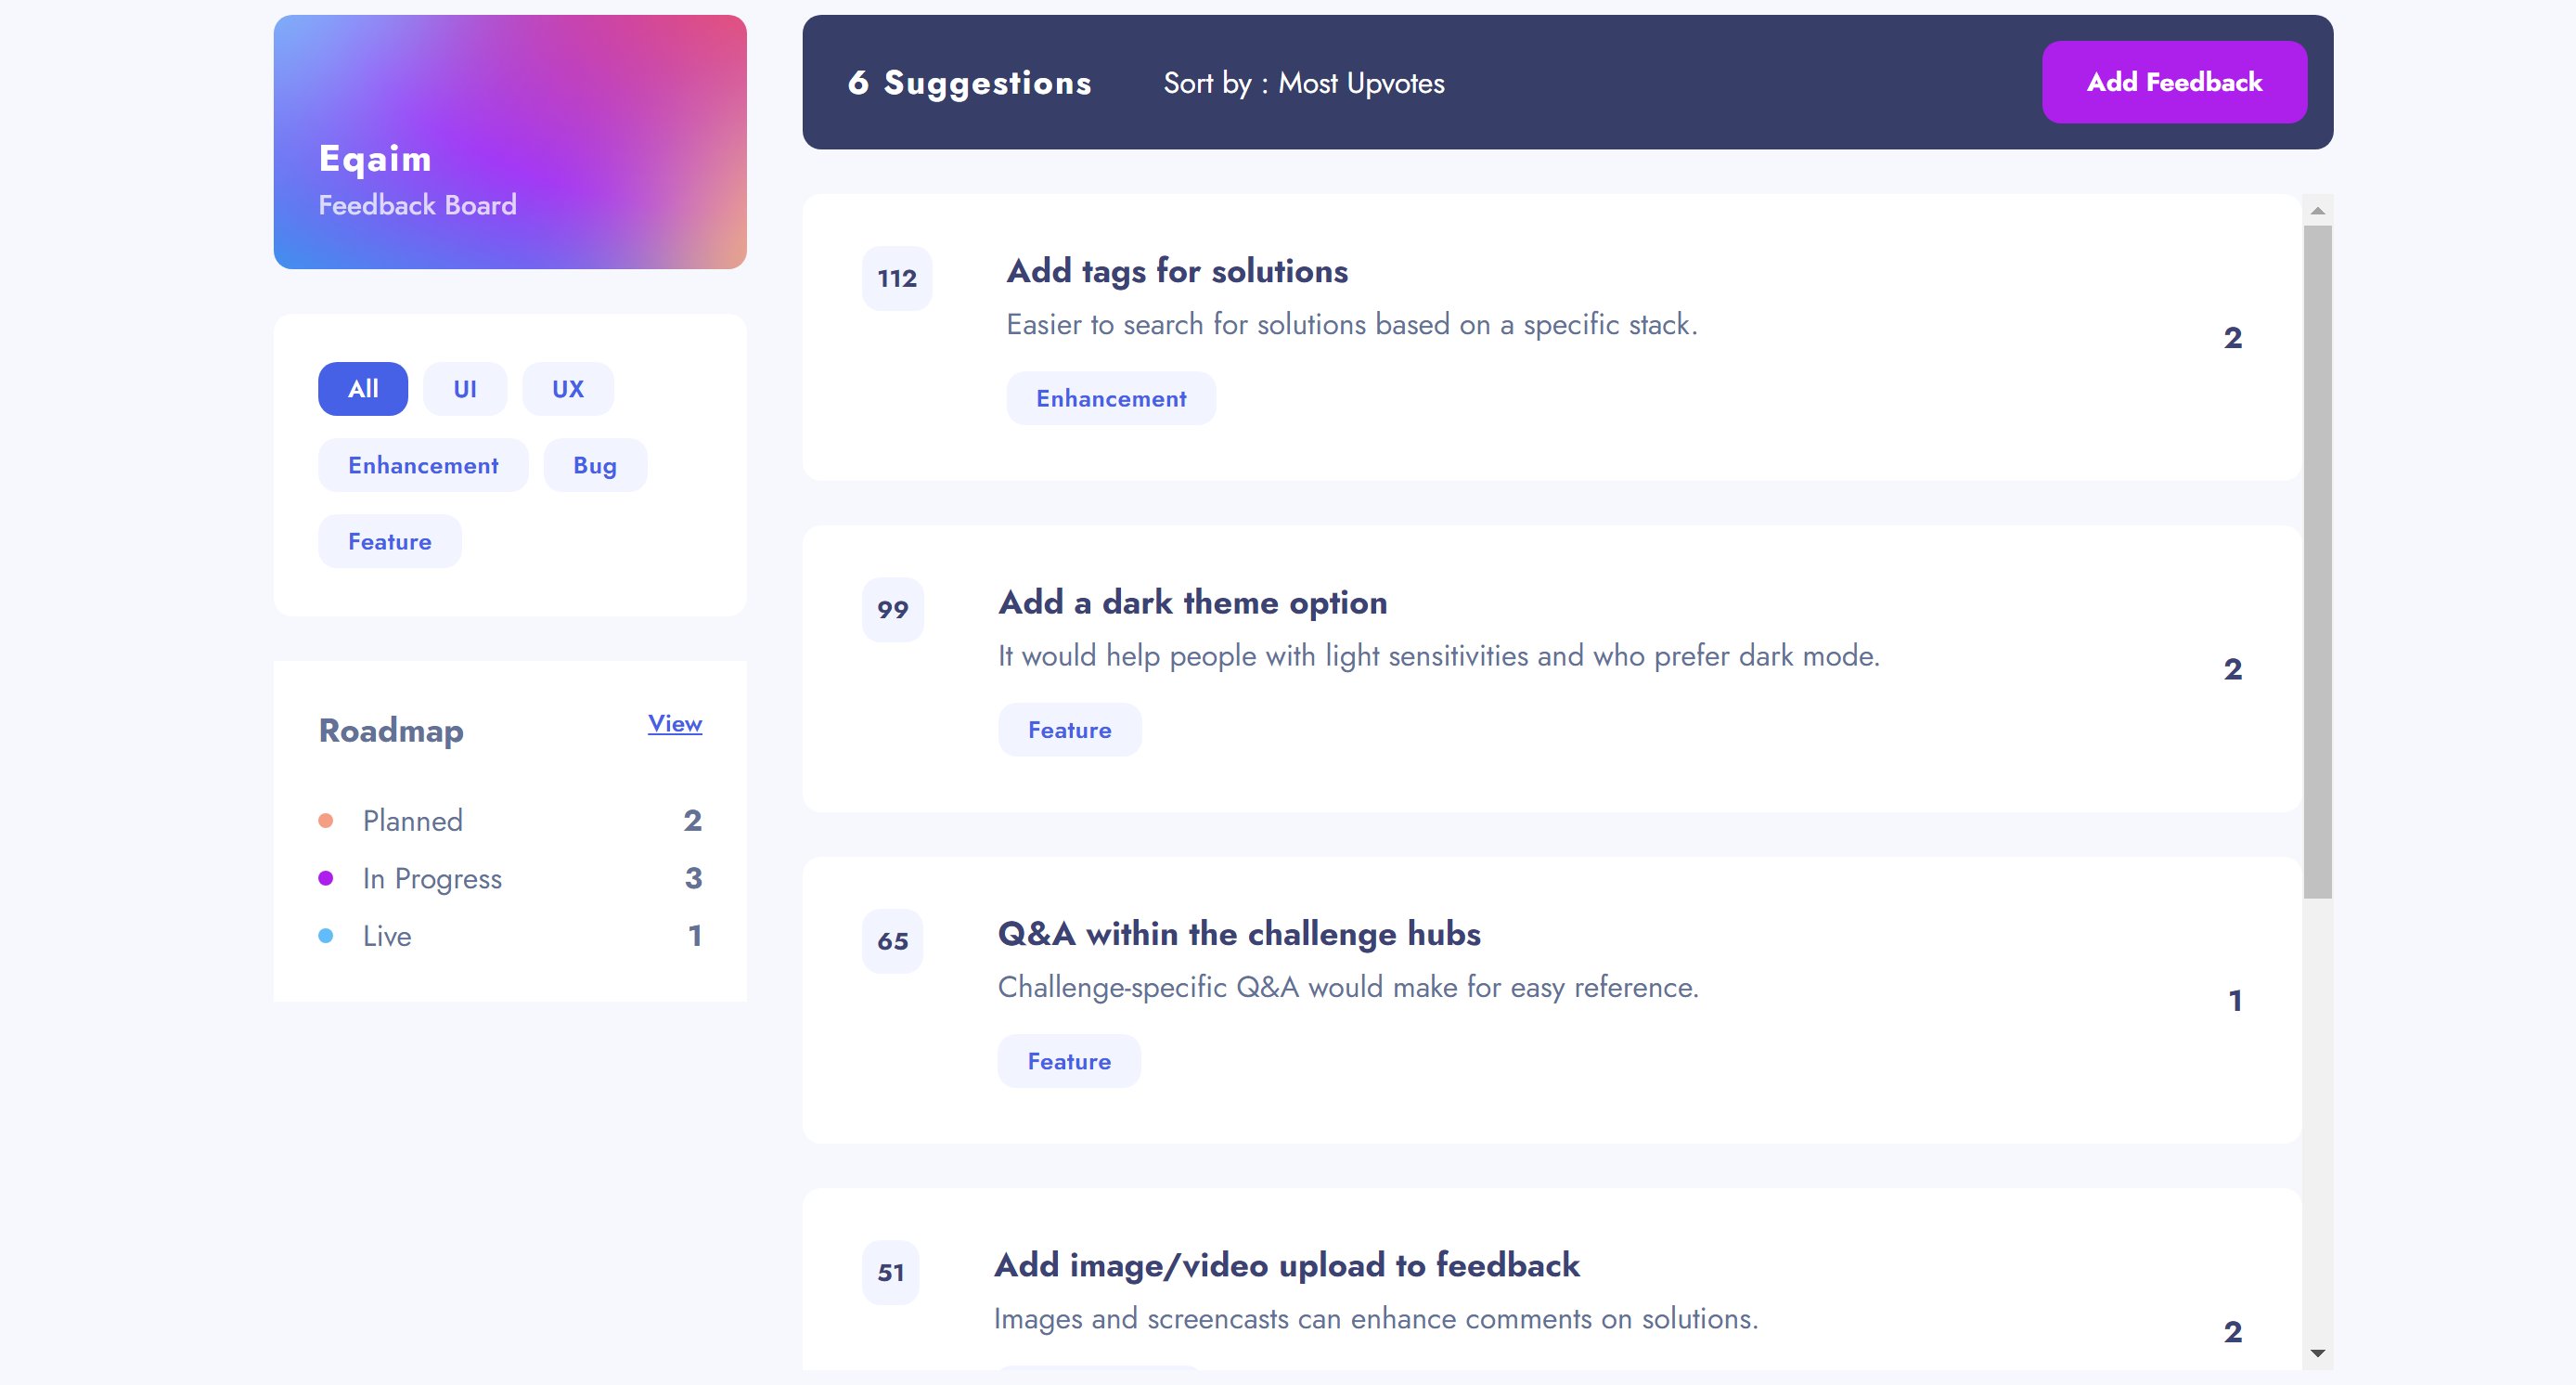 Eqaim
Feedback Board
All UI UX
Enhancement Bug
Feature
Roadmap View
Planned 2
In Progress 3
Live 1
6 Suggestions Sort by : Most Upvotes Add Feedback
112
Add tags for solutions
Easier to search for solutions based on a specific stack.
Enhancement
2
99
Add a dark theme option
It would help people with light sensitivities and who prefer dark mode.
Feature
2
65
Q&A within the challenge hubs
Challenge-specific Q&A would make for easy reference.
Feature
1
51
Add image/video upload to feedback
Images and screencasts can enhance comments on solutions.
2